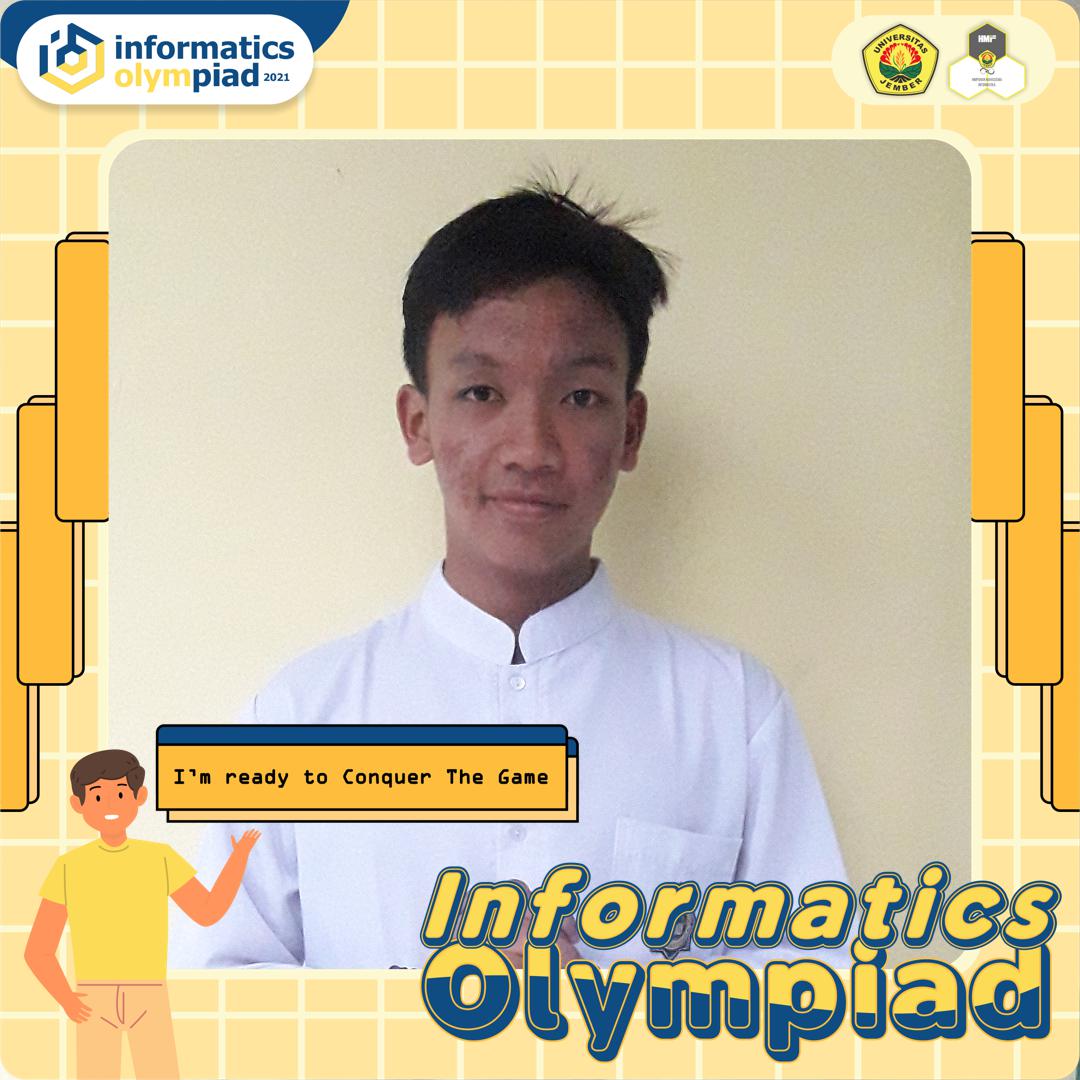 informatics
olympiad 2021
UNIVERSITAS
JEMBER
HMIF
I'm ready to Conquer The Game
Informatics
Olympiad